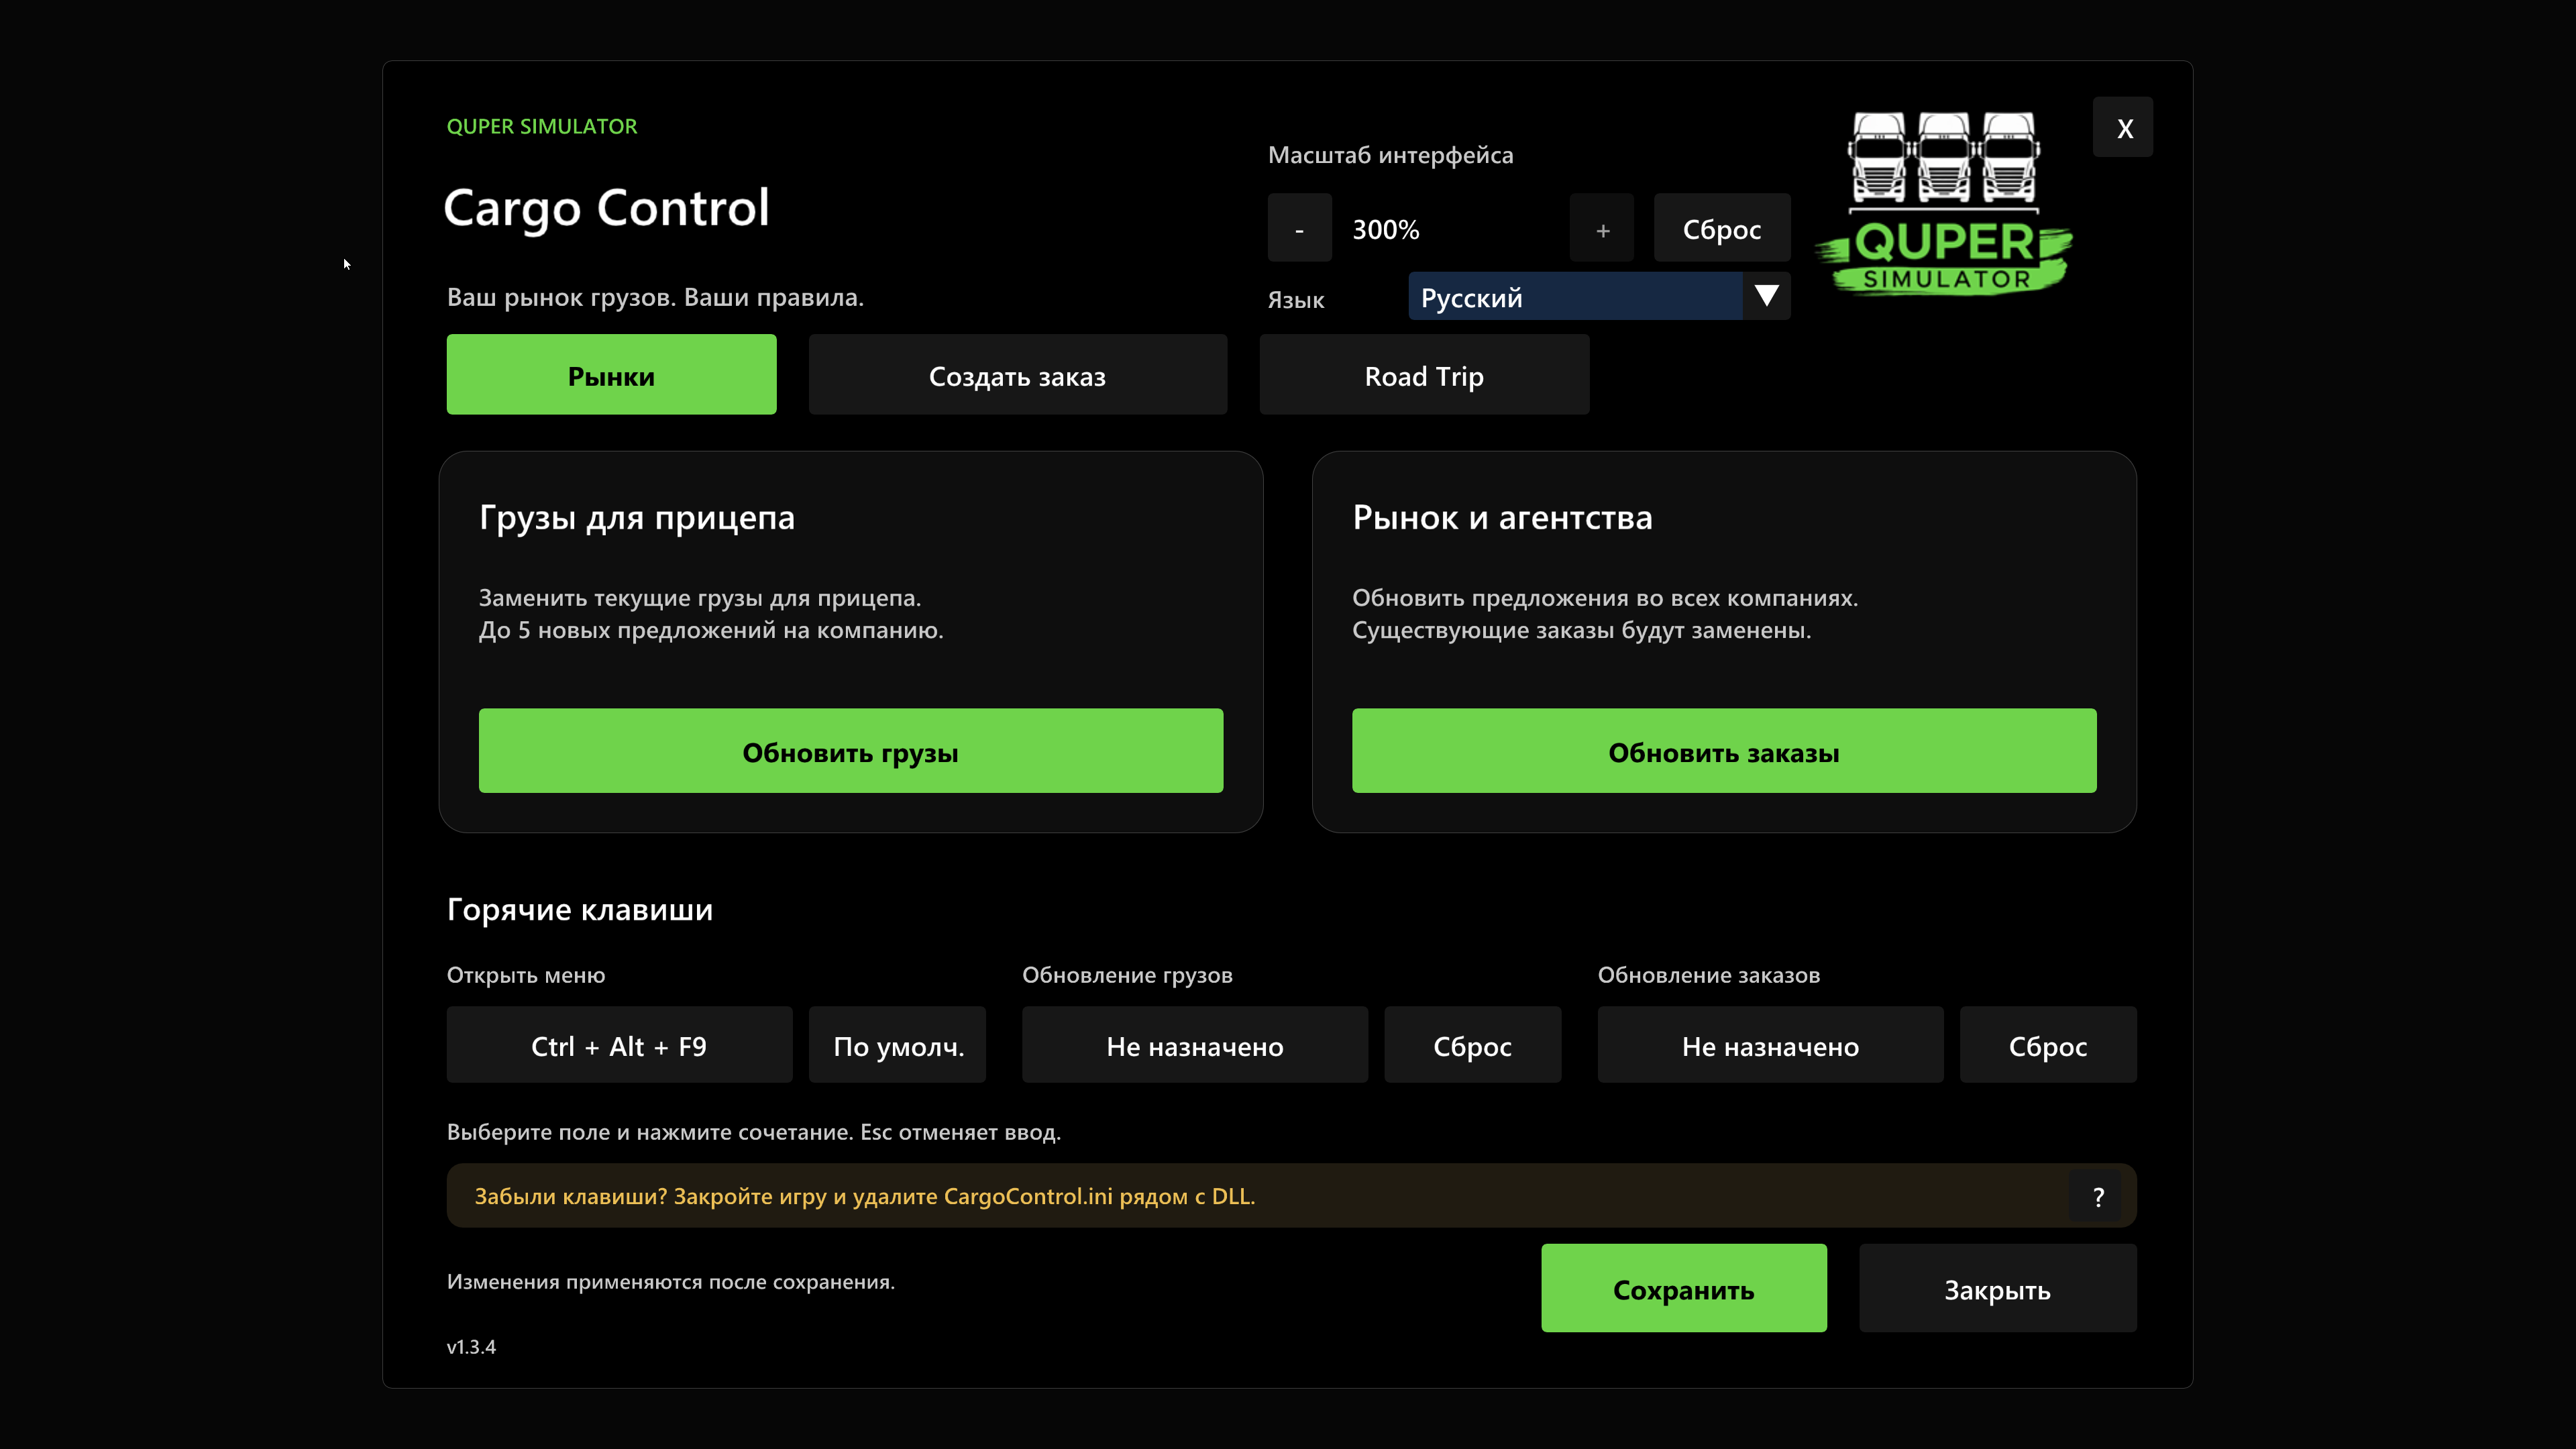 QUPER SIMULATOR
Cargo Control
Ваш рынок грузов. Ваши правила.
Масштаб интерфейса
- 300% + Сброс
Язык Русский
QUPER
SIMULATOR
X
Рынки Создать заказ Road Trip
Грузы для прицепа
Заменить текущие грузы для прицепа.
До 5 новых предложений на компанию.
Обновить грузы
Рынок и агентства
Обновить предложения во всех компаниях.
Существующие заказы будут заменены.
Обновить заказы
Горячие клавиши
Открыть меню Обновление грузов Обновление заказов
Ctrl + Alt + F9 По умолч. Не назначено Сброс Не назначено Сброс
Выберите поле и нажмите сочетание. Esc отменяет ввод.
Забыли клавиши? Закройте игру и удалите CargoControl.ini рядом с DLL. ?
Изменения применяются после сохранения.
Сохранить Закрыть
v1.3.4